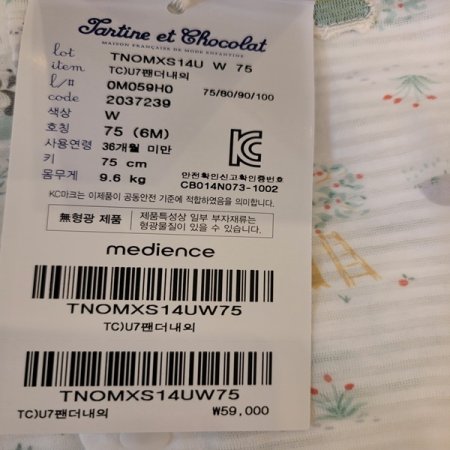 Tartine et Chocolat
MAISON FRANÇAISE DE MODE ENFANTINE
lot TNOMXS14U W 75
item TC)U7팬더내의
l/# 0M059H0 75/80/90/100
code 2037239
색상 W
호칭 75 (6M)
사용연령 36개월 미만
키 75 cm
몸무게 9.6 kg
안전확인신고확인증번호
CB014N073-1002
KC마크는 이제품이 공통안전 기준에 적합하였음을 의미합니다.
無형광 제품
제품특성상 일부 부자재류는
형광물질이 있을 수 있습니다.
medience
TNOMXS14UW75
TC)U7팬더내의
TNOMXS14UW75
TC)U7팬더내의 ₩59,000